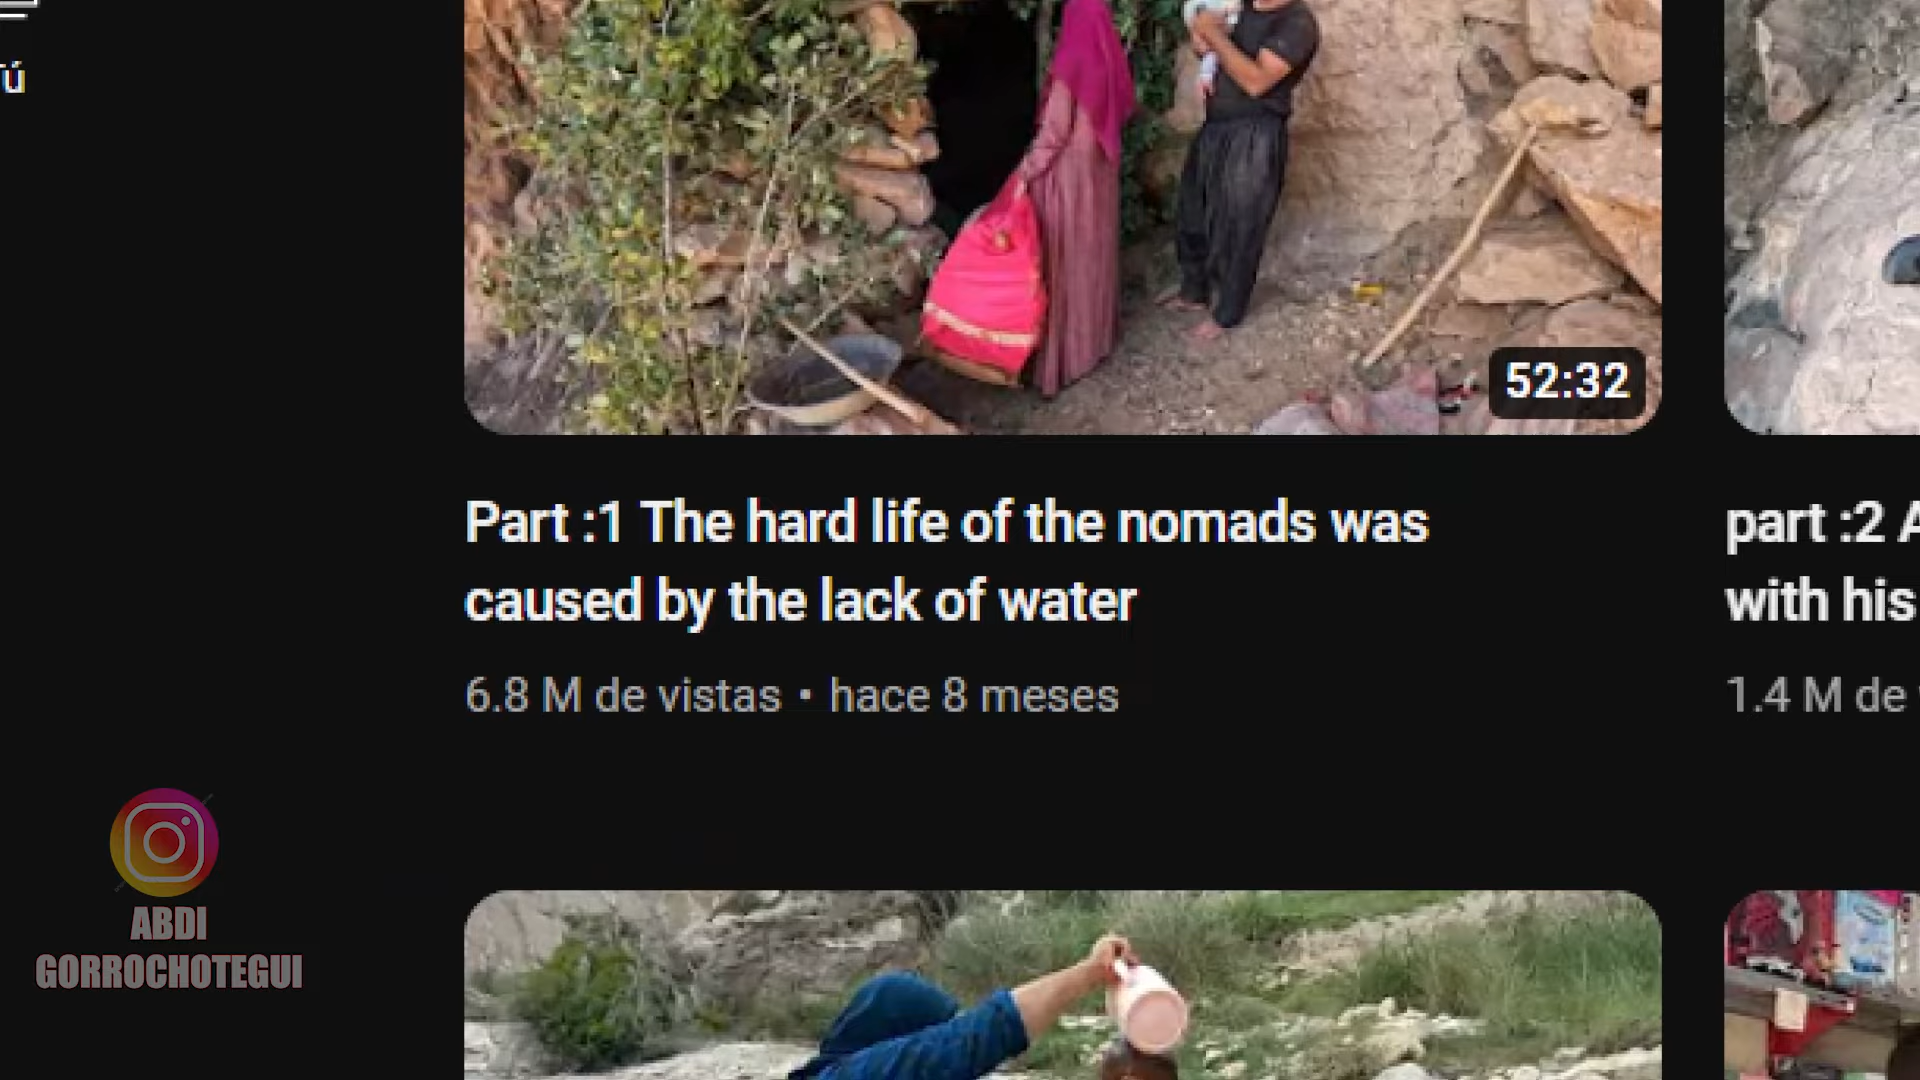 Tú
52:32
Part :1 The hard life of the nomads was
caused by the lack of water
6.8 M de vistas • hace 8 meses
part :2
with his
1.4 M de
ABDI
GORROCHOTEGUI